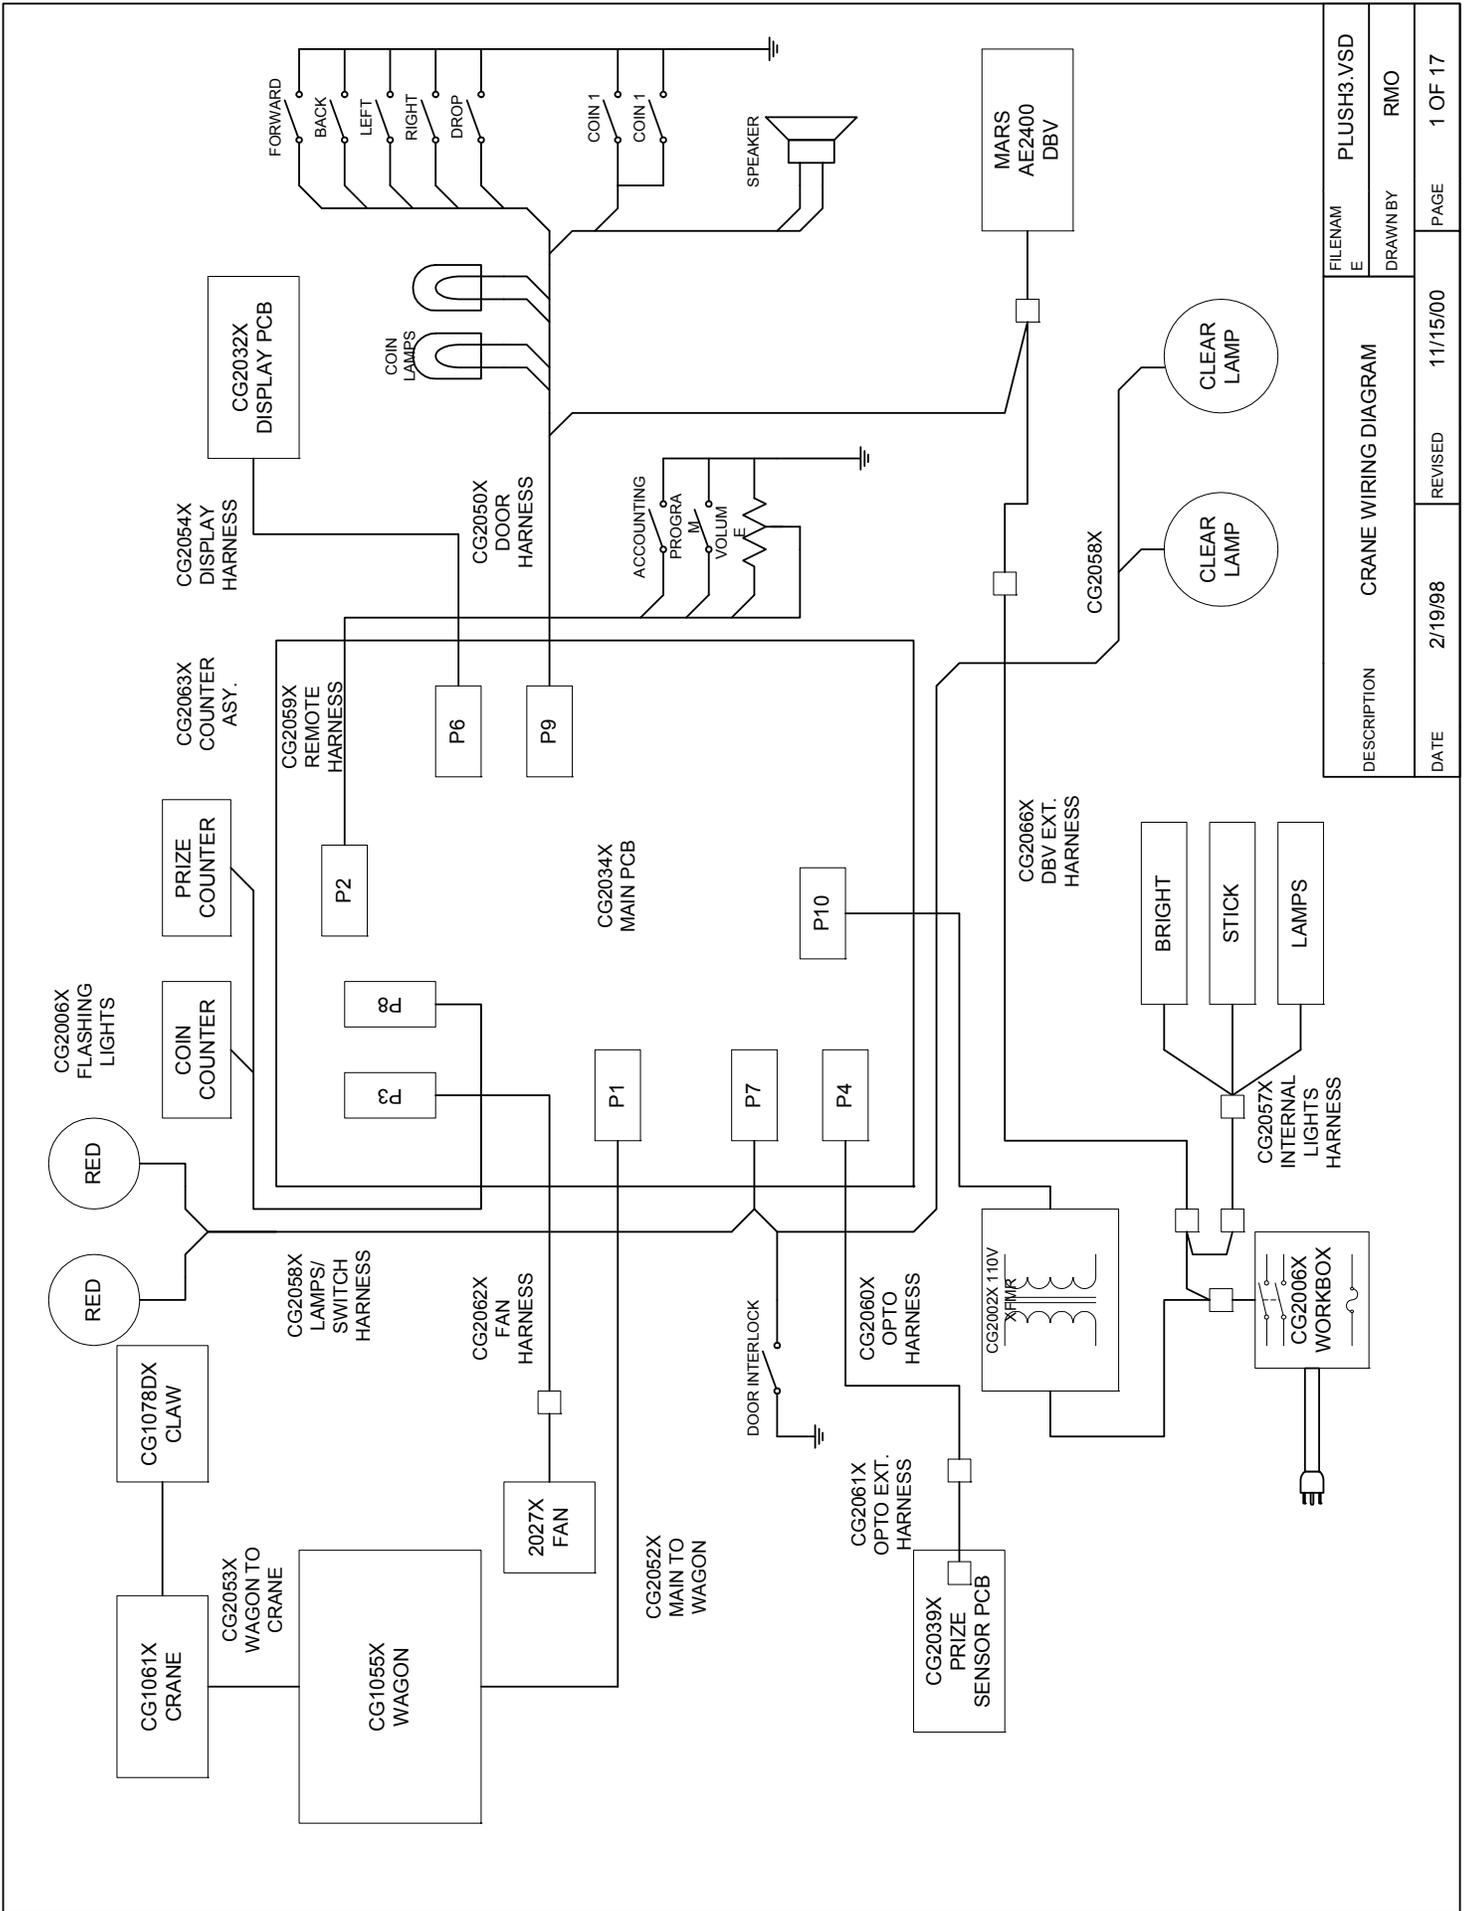 CG1061X
CRANE
CG1078DX
CLAW
RED
RED
CG2006X
FLASHING
LIGHTS
COIN
COUNTER
PRIZE
COUNTER
CG2063X
COUNTER
ASY.
CG2054X
DISPLAY
HARNESS
CG2032X
DISPLAY PCB
FORWARD
BACK
LEFT
RIGHT
DROP
CG2053X
WAGON TO
CRANE
CG2058X
LAMPS/
SWITCH
HARNESS
CG2059X
REMOTE
HARNESS
COIN
LAMPS
CG1055X
WAGON
P3
P8
P2
P6
P9
CG2050X
DOOR
HARNESS
2027X
FAN
CG2062X
FAN
HARNESS
COIN 1
COIN 1
CG2052X
MAIN TO
WAGON
P1
CG2034X
MAIN PCB
ACCOUNTING
PROGRA
M
VOLUM
E
SPEAKER
DOOR INTERLOCK
P7
P4
P10
CG2060X
OPTO
HARNESS
CG2061X
OPTO EXT.
HARNESS
CG2039X
PRIZE
SENSOR PCB
CG2002X 110V
XFMR
CG2066X
DBV EXT.
HARNESS
MARS
AE2400
DBV
CG2058X
CLEAR
LAMP
CLEAR
LAMP
BRIGHT
STICK
LAMPS
CG2057X
INTERNAL
LIGHTS
HARNESS
CG2006X
WORKBOX
DESCRIPTION
CRANE WIRING DIAGRAM
FILENAM
E
PLUSH3.VSD
DRAWN BY
RMO
DATE
2/19/98
REVISED
11/15/00
PAGE
1 OF 17